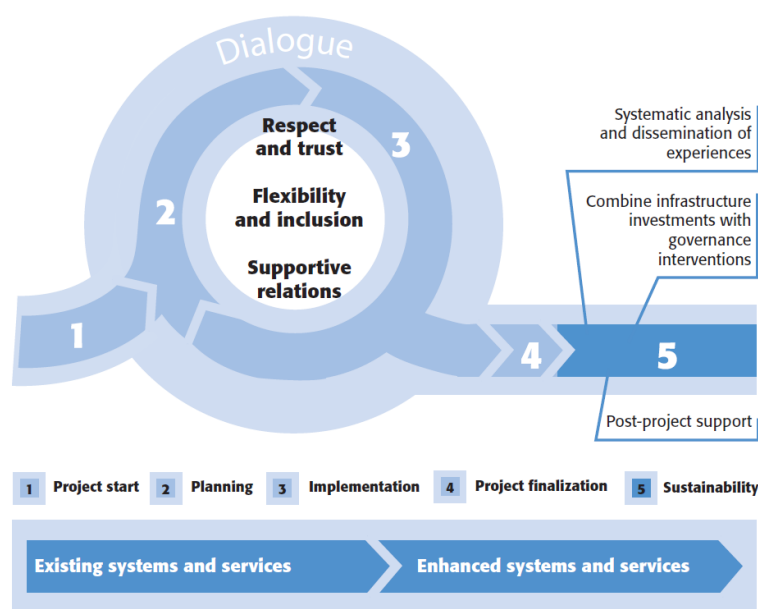 Dialogue
Respect
and trust
Flexibility
and inclusion
Supportive
relations
1
2
3
4
5
Systematic analysis
and dissemination of
experiences
Combine infrastructure
investments with
governance
interventions
Post-project support
1 Project start 2 Planning 3 Implementation 4 Project finalization 5 Sustainability
Existing systems and services Enhanced systems and services